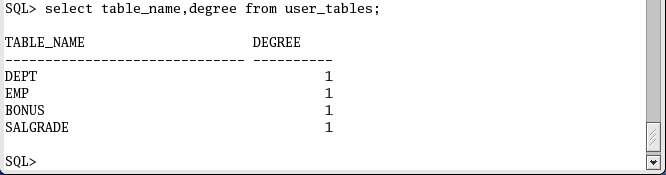 SQL> select table_name,degree from user_tables;
TABLE_NAME                     DEGREE
------------------------------ ----------
DEPT                                    1
EMP                                     1
BONUS                                   1
SALGRADE                                1
SQL>